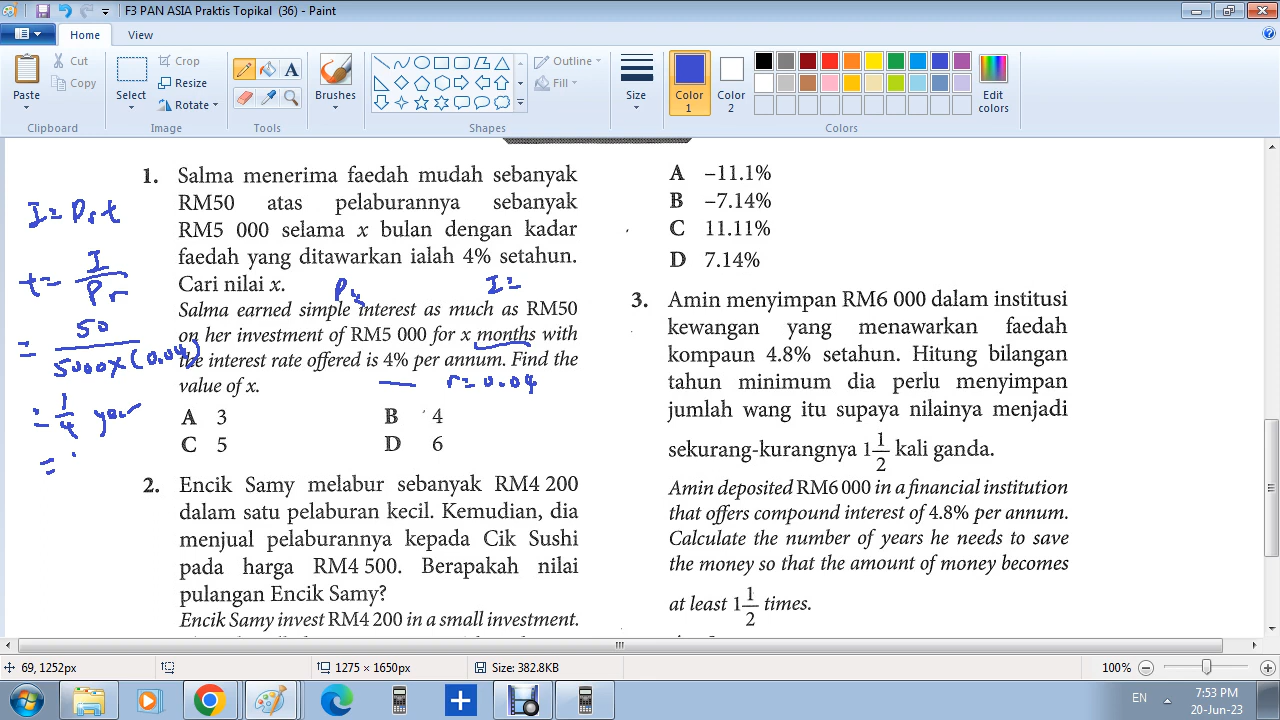 F3 PAN ASIA Praktis Topikal (36) - Paint
Home View
Paste
Cut
Copy
Clipboard
Select
Crop
Resize
Rotate
Image
A
Tools
Brushes
Outline
Fill
Shapes
Size
Color 1
Color 2
Edit colors
Colors
1. Salma menerima faedah mudah sebanyak
RM50 atas pelaburannya sebanyak
RM5 000 selama x bulan dengan kadar
faedah yang ditawarkan ialah 4% setahun.
Cari nilai x.
Salma earned simple interest as much as RM50
on her investment of RM5 000 for x months with
the interest rate offered is 4% per annum. Find the
value of x.
A 3 B 4
C 5 D 6
I = Prt
t = I/Pr
= 50/5000 x (0.04)
= 1/4 year
=
P
I =
r = 0.04
2. Encik Samy melabur sebanyak RM4 200
dalam satu pelaburan kecil. Kemudian, dia
menjual pelaburannya kepada Cik Sushi
pada harga RM4 500. Berapakah nilai
pulangan Encik Samy?
Encik Samy invest RM4 200 in a small investment.
A –11.1%
B –7.14%
C 11.11%
D 7.14%
3. Amin menyimpan RM6 000 dalam institusi
kewangan yang menawarkan faedah
kompaun 4.8% setahun. Hitung bilangan
tahun minimum dia perlu menyimpan
jumlah wang itu supaya nilainya menjadi
sekurang-kurangnya 1 1/2 kali ganda.
Amin deposited RM6 000 in a financial institution
that offers compound interest of 4.8% per annum.
Calculate the number of years he needs to save
the money so that the amount of money becomes
at least 1 1/2 times.
69, 1252px
1275 × 1650px
Size: 382.8KB
100%
EN
7:53 PM
20-Jun-23